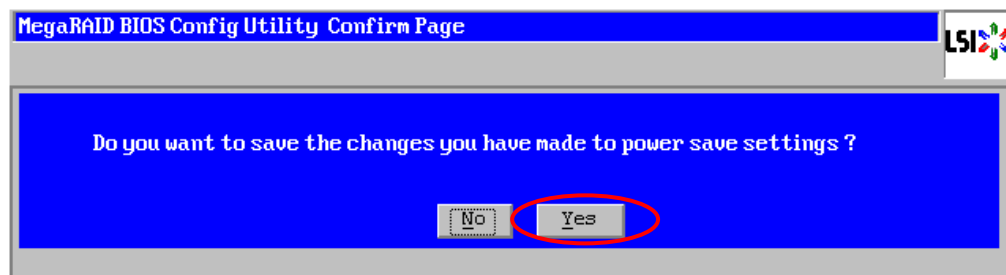 MegaRAID BIOS Config Utility Confirm Page
LSI
Do you want to save the changes you have made to power save settings ?
No Yes